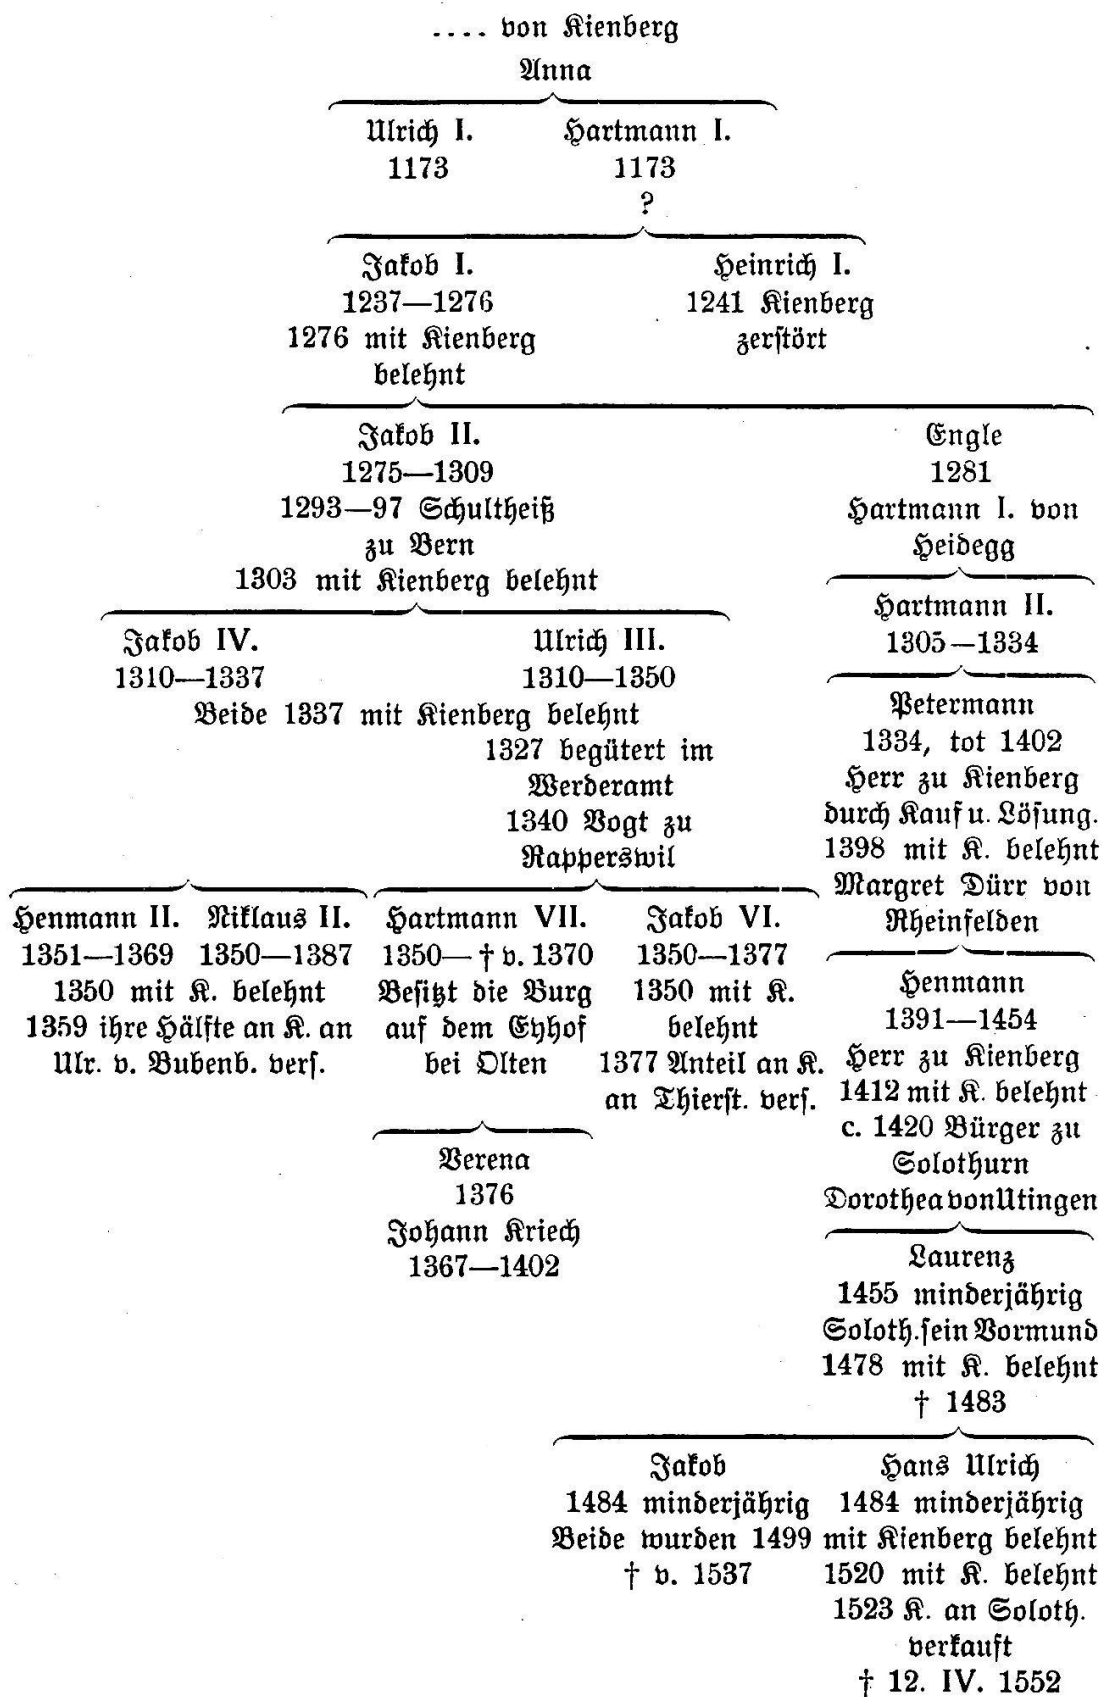 .... von Kienberg
Anna
Ulrich I. Hartmann I.
1173 1173
?
Jakob I. Heinrich I.
1237—1276 1241 Kienberg
1276 mit Kienberg zerstört
belehnt
Jakob II. Engle
1275—1309 1281
1293—97 Schultheiß Hartmann I. von
zu Bern Heidegg
1303 mit Kienberg belehnt
Hartmann II.
1305—1334
Jakob IV. Ulrich III.
1310—1337 1310—1350
Beide 1337 mit Kienberg belehnt
1327 begütert im
Werderamt
1340 Vogt zu
Rapperswil
Petermann
1334, tot 1402
Herr zu Kienberg
durch Kauf u. Lösung.
1398 mit K. belehnt
Margret Dürr von
Rheinfelden
Henmann II. Niklaus II. Hartmann VII. Jakob VI.
1351—1369 1350—1387 1350— † v. 1370 1350—1377
1350 mit K. belehnt Besitzt die Burg 1350 mit K.
1359 ihre Hälfte an K. an auf dem Eyhof belehnt
Ulr. v. Bubenb. vers. bei Olten 1377 Anteil an K.
an Thierst. vers.
Henmann
1391—1454
Herr zu Kienberg
1412 mit K. belehnt
c. 1420 Bürger zu
Solothurn
Dorothea von Utingen
Verena
1376
Johann Kriech
1367—1402
Laurenz
1455 minderjährig
Soloth. sein Vormund
1478 mit K. belehnt
† 1483
Jakob Hans Ulrich
1484 minderjährig 1484 minderjährig
Beide wurden 1499 mit Kienberg belehnt
† v. 1537 1520 mit K. belehnt
1523 K. an Soloth.
verkauft
† 12. IV. 1552